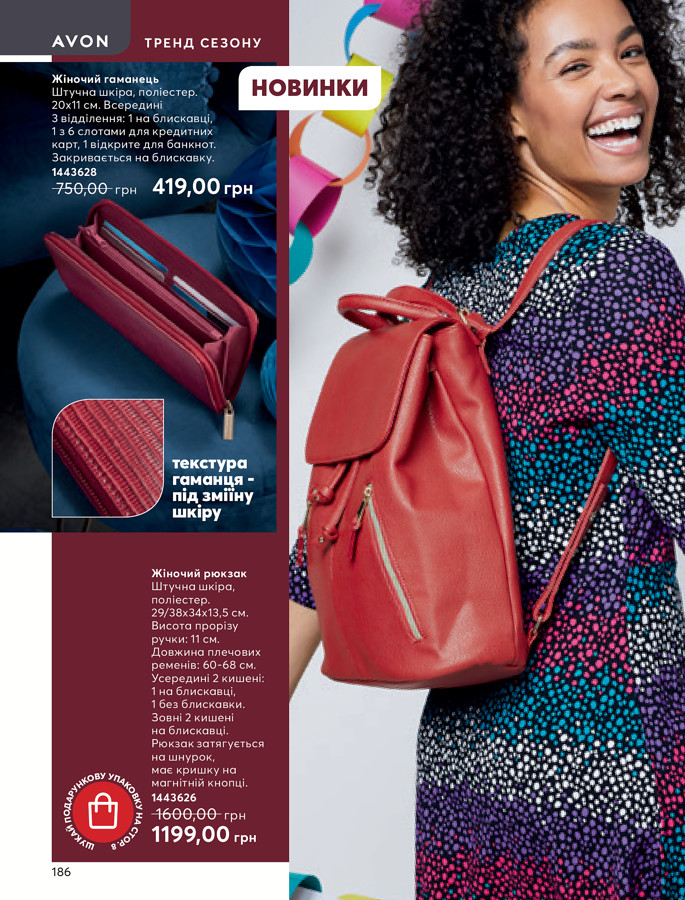 AVON
ТРЕНД СЕЗОНУ
НОВИНКИ
Жіночий гаманець
Штучна шкіра, поліестер.
20х11 см. Всередині
3 відділення: 1 на блискавці,
1 з 6 слотами для кредитних
карт, 1 відкрите для банкнот.
Закривається на блискавку.
1443628
750,00 грн 419,00 грн
текстура
гаманця -
під зміїну
шкіру
Жіночий рюкзак
Штучна шкіра,
поліестер.
29/38х34х13,5 см.
Висота прорізу
ручки: 11 см.
Довжина плечових
ременів: 60-68 см.
Усередині 2 кишені:
1 на блискавці,
1 без блискавки.
Зовні 2 кишені
на блискавці.
Рюкзак затягується
на шнурок,
має кришку на
магнітній кнопці.
1443626
1600,00 грн
1199,00 грн
ШУКАЙ ПОДАРУНКОВУ УПАКОВКУ НА СТОР. 8
186